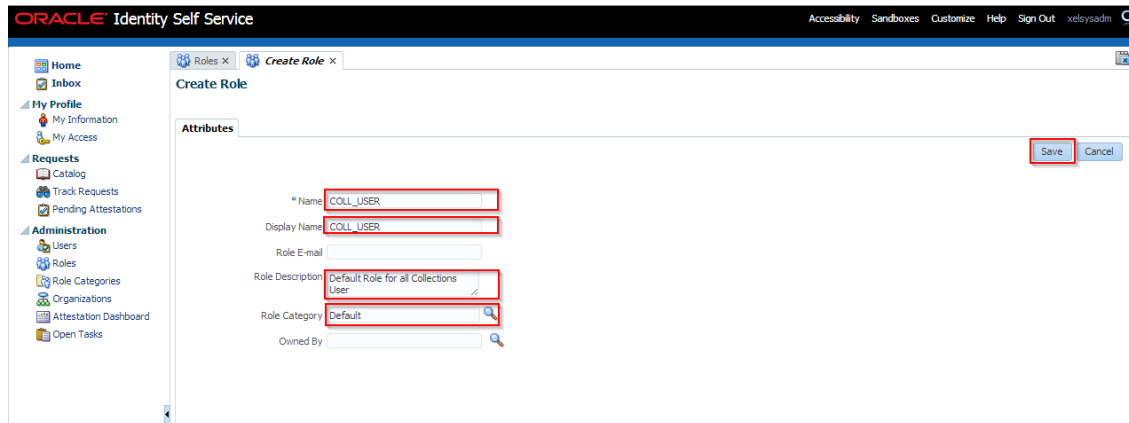 ORACLE Identity Self Service
Accessibility Sandboxes Customize Help Sign Out xelsysadm
Home
Inbox
My Profile
My Information
My Access
Requests
Catalog
Track Requests
Pending Attestations
Administration
Users
Roles
Role Categories
Organizations
Attestation Dashboard
Open Tasks
Roles × Create Role ×
Create Role
Attributes
Save Cancel
* Name COLL_USER
Display Name COLL_USER
Role E-mail
Role Description Default Role for all Collections
User
Role Category Default
Owned By